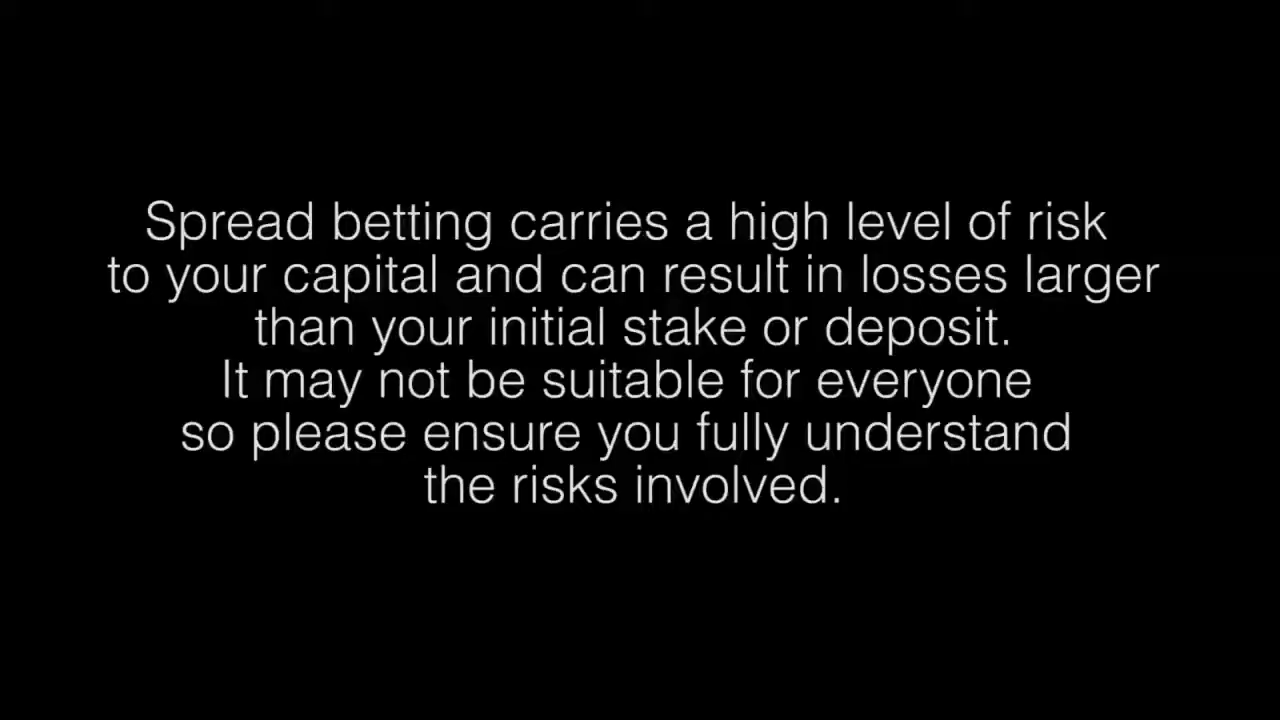 Spread betting carries a high level of risk
to your capital and can result in losses larger
than your initial stake or deposit.
It may not be suitable for everyone
so please ensure you fully understand
the risks involved.